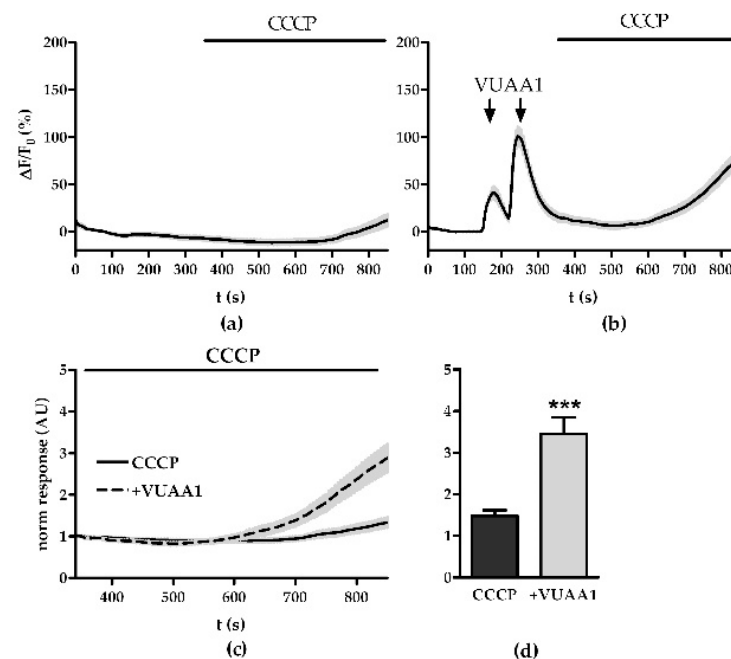 CCCP
200
150
100
50
0
ΔF/F0 (%)
0 100 200 300 400 500 600 700 800
t (s)
(a)
CCCP
VUAA1
200
150
100
50
0
0 100 200 300 400 500 600 700 800
t (s)
(b)
CCCP
5
4
3
2
1
0
norm response (AU)
CCCP
+VUAA1
400 500 600 700 800
t (s)
(c)
5
4
3
2
1
0
***
CCCP +VUAA1
(d)